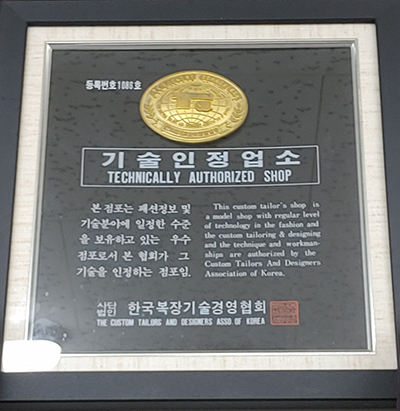 등록번호1086호
기술인정업소
TECHNICALLY AUTHORIZED SHOP
본 점포는 패션정보 및
기술분야에 일정한 수준
을 보유하고 있는 우수
점포로서 본 협회가 그
기술을 인정하는 점포임.
This custom tailor's shop is
a model shop with regular level
of technology in the fashion and
the custom tailoring & designing
and the technique and workman-
ships are authorized by the
Custom Tailors And Designers
Association of Korea.
사단
법인 한국복장기술경영협회
THE CUSTOM TAILORS AND DESIGNERS ASSO. OF KOREA